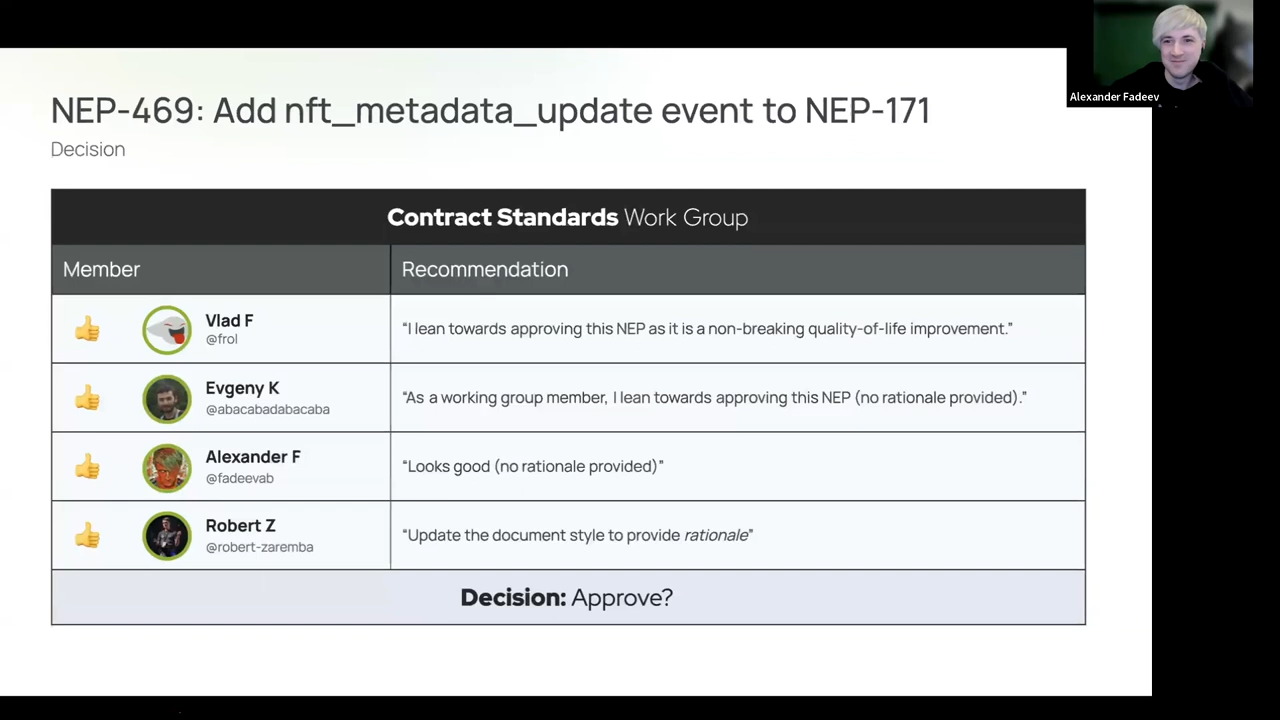 Alexander Fadeev
NEP-469: Add nft_metadata_update event to NEP-171
Decision
Contract Standards Work Group
Member
Recommendation
Vlad F
@frol
“I lean towards approving this NEP as it is a non-breaking quality-of-life improvement.”
Evgeny K
@abacabadabacaba
“As a working group member, I lean towards approving this NEP (no rationale provided).”
Alexander F
@fadeevab
“Looks good (no rationale provided)”
Robert Z
@robert-zaremba
“Update the document style to provide rationale”
Decision: Approve?